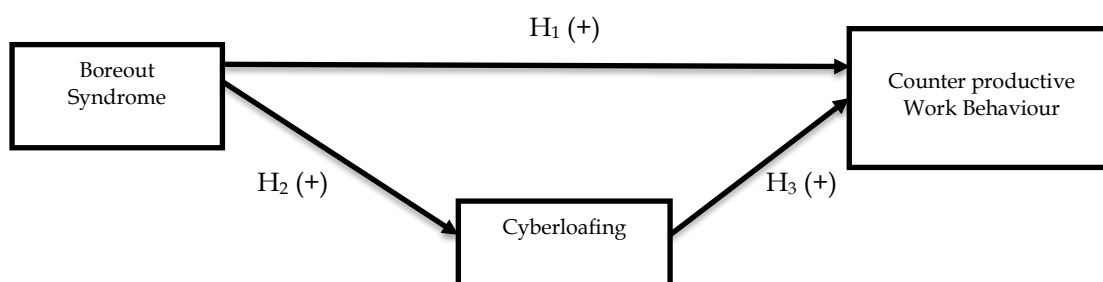 H₁ (+)
Boreout
Syndrome
Counter productive
Work Behaviour
H₂ (+)
H₃ (+)
Cyberloafing